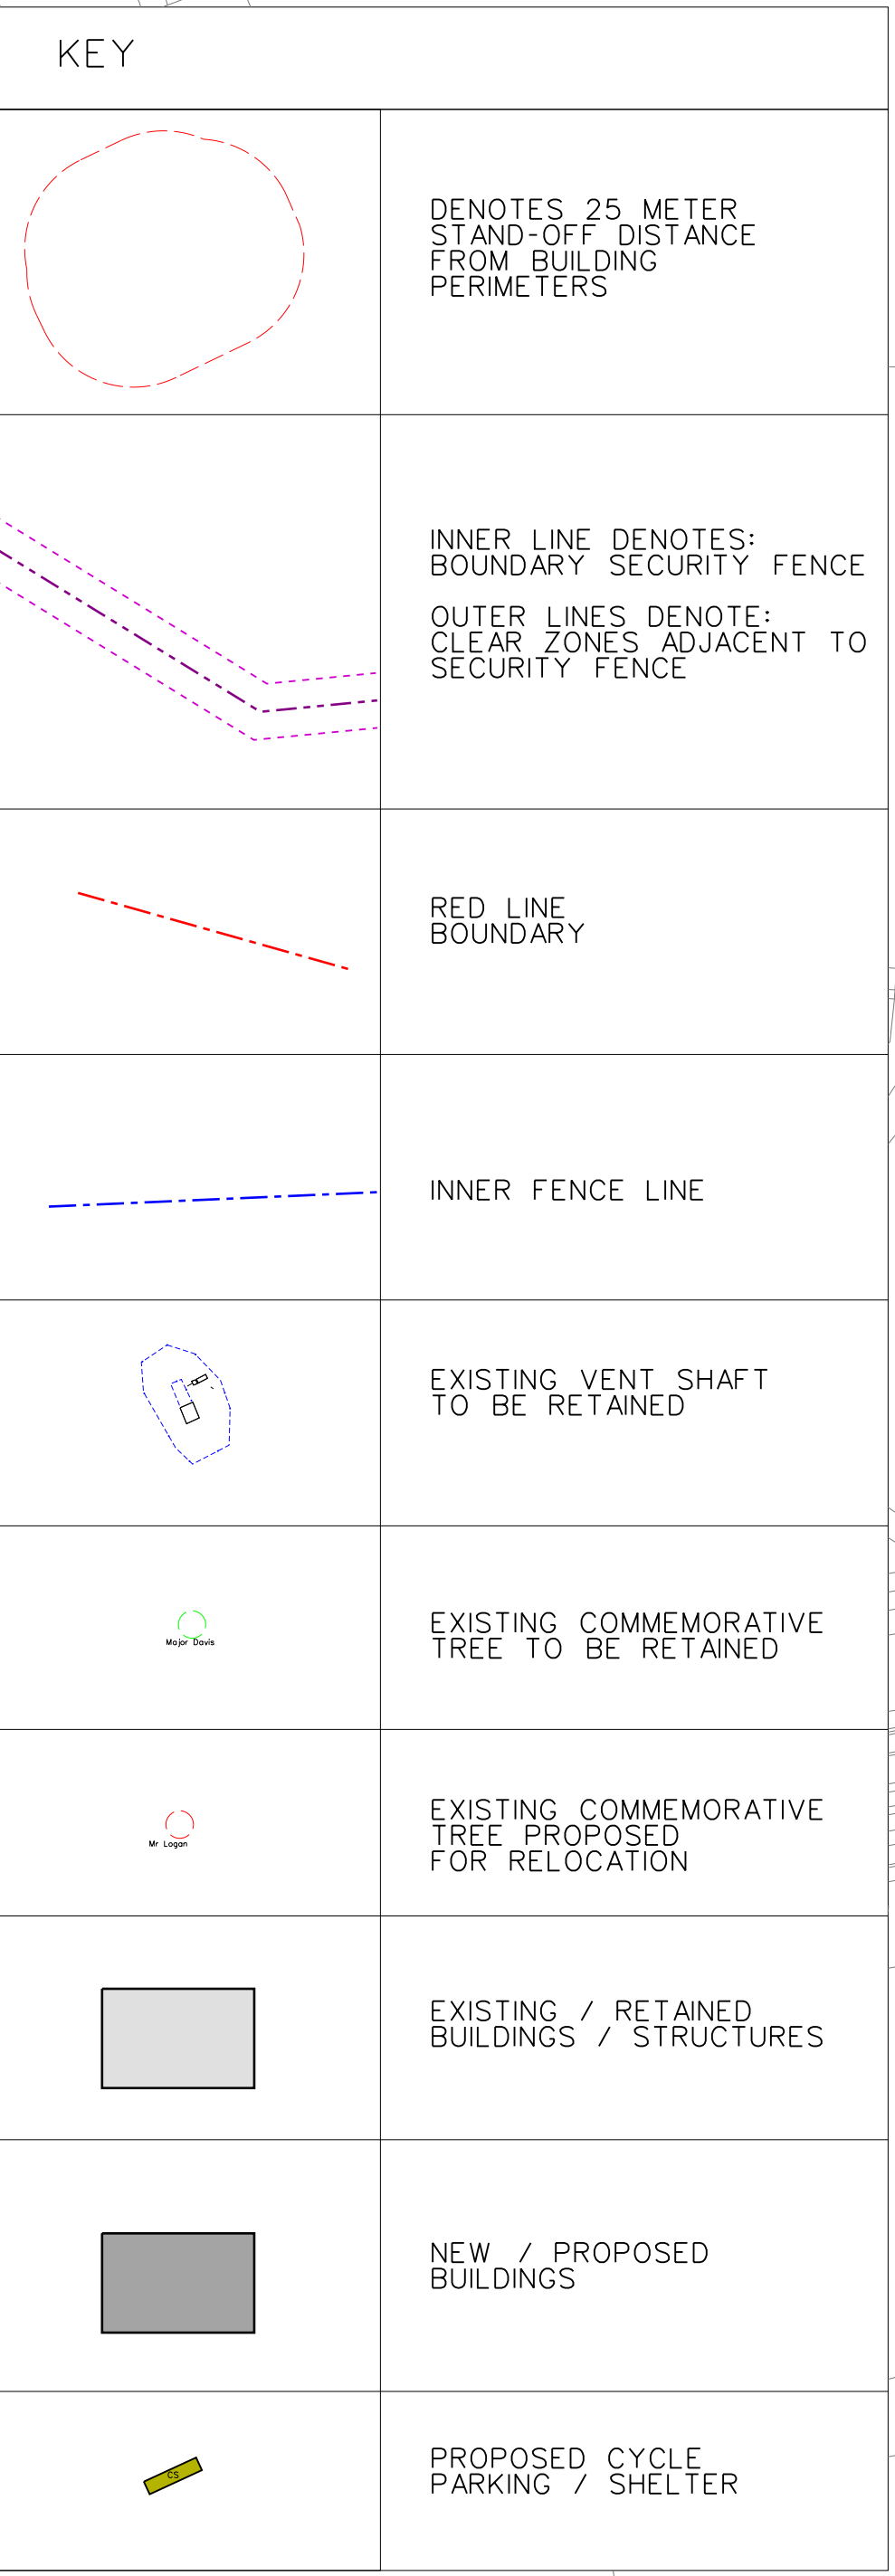 KEY
DENOTES 25 METER
STAND-OFF DISTANCE
FROM BUILDING
PERIMETERS
INNER LINE DENOTES:
BOUNDARY SECURITY FENCE
OUTER LINES DENOTE:
CLEAR ZONES ADJACENT TO
SECURITY FENCE
RED LINE
BOUNDARY
INNER FENCE LINE
EXISTING VENT SHAFT
TO BE RETAINED
Major Davis
EXISTING COMMEMORATIVE
TREE TO BE RETAINED
Mr Logan
EXISTING COMMEMORATIVE
TREE PROPOSED
FOR RELOCATION
EXISTING / RETAINED
BUILDINGS / STRUCTURES
NEW / PROPOSED
BUILDINGS
CS
PROPOSED CYCLE
PARKING / SHELTER